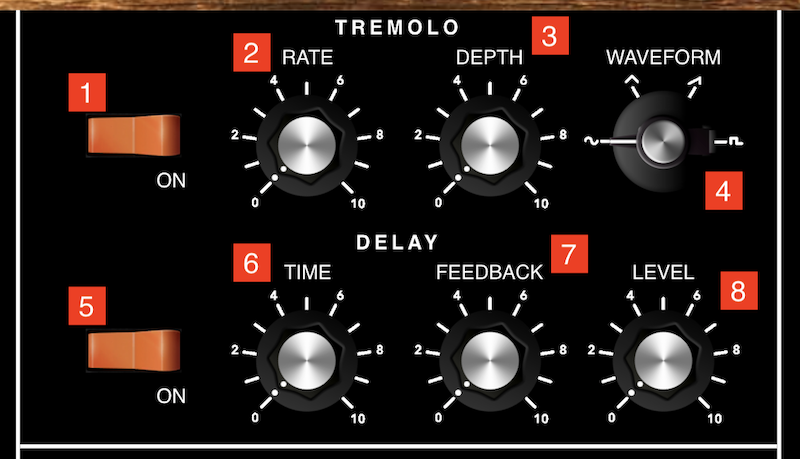 TREMOLO
1
2 RATE
3 DEPTH
WAVEFORM
0 2 4 6 8 10
0 2 4 6 8 10
4
ON
DELAY
5
6 TIME
7 FEEDBACK
8 LEVEL
0 2 4 6 8 10
0 2 4 6 8 10
0 2 4 6 8 10
ON